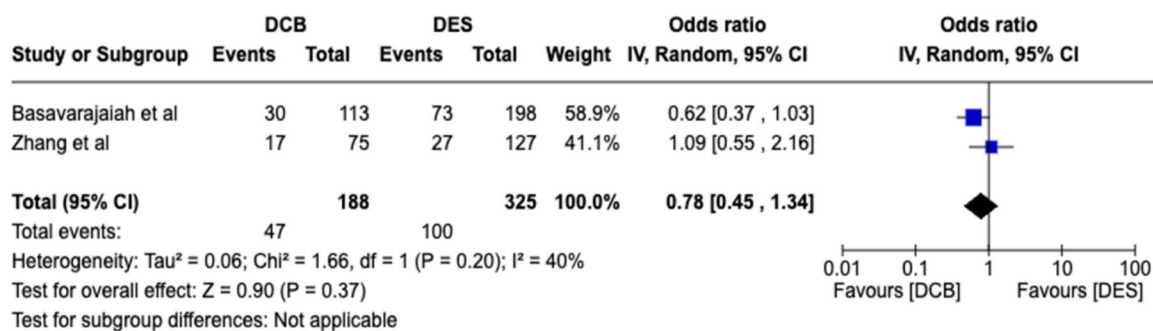 DCB DES Odds ratio Odds ratio
Study or Subgroup Events Total Events Total Weight IV, Random, 95% CI IV, Random, 95% CI
Basavarajaiah et al 30 113 73 198 58.9% 0.62 [0.37 , 1.03]
Zhang et al 17 75 27 127 41.1% 1.09 [0.55 , 2.16]
Total (95% CI) 188 325 100.0% 0.78 [0.45 , 1.34]
Total events: 47 100
Heterogeneity: Tau² = 0.06; Chi² = 1.66, df = 1 (P = 0.20); I² = 40%
0.01 0.1 1 10 100
Test for overall effect: Z = 0.90 (P = 0.37)
Favours [DCB] Favours [DES]
Test for subgroup differences: Not applicable